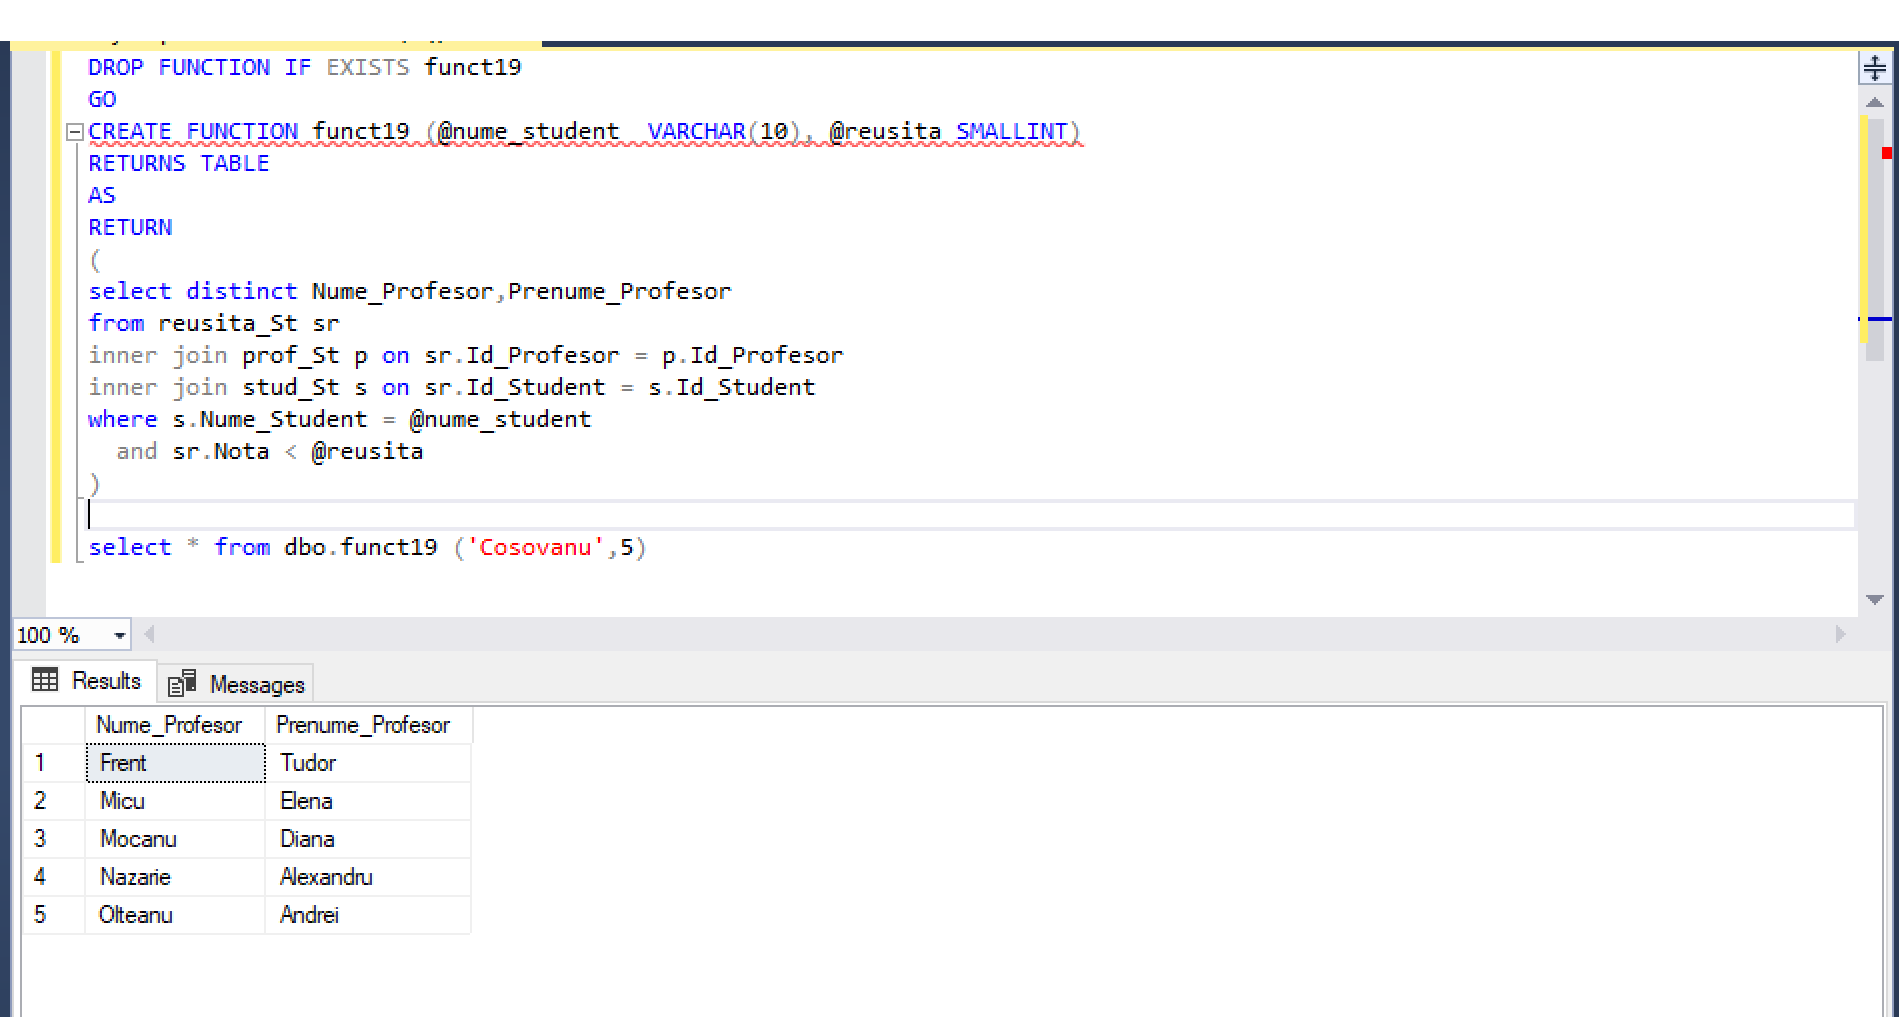 DROP FUNCTION IF EXISTS funct19
GO
CREATE FUNCTION funct19 (@nume_student  VARCHAR(10), @reusita SMALLINT)
RETURNS TABLE
AS
RETURN
(
select distinct Nume_Profesor,Prenume_Profesor
from reusita_St sr
inner join prof_St p on sr.Id_Profesor = p.Id_Profesor
inner join stud_St s on sr.Id_Student = s.Id_Student
where s.Nume_Student = @nume_student
  and sr.Nota < @reusita
)
select * from dbo.funct19 ('Cosovanu',5)
100 %
Results Messages
Nume_Profesor Prenume_Profesor
1 Frent Tudor
2 Micu Elena
3 Mocanu Diana
4 Nazarie Alexandru
5 Olteanu Andrei